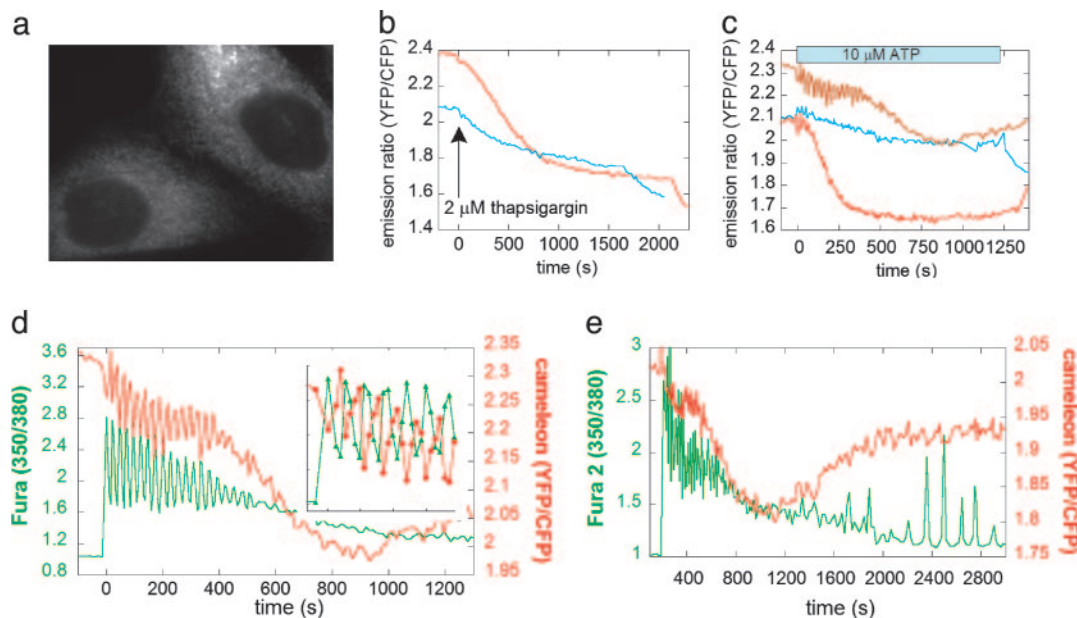 a
b
emission ratio (YFP/CFP)
2.4
2.2
2
1.8
1.6
1.4
2 µM thapsigargin
0 500 1000 1500 2000
time (s)
c
emission ratio (YFP/CFP)
10 µM ATP
2.4
2.3
2.2
2.1
2
1.9
1.8
1.7
1.6
0 250 500 750 1000 1250
time (s)
d
Fura (350/380)
3.6
3.2
2.8
2.4
2.0
1.6
1.2
0.8
0 200 400 600 800 1000 1200
time (s)
2.35
2.3
2.25
2.2
2.15
2.1
2.05
2
1.95
cameleon (YFP/CFP)
e
Fura 2 (350/380)
3
2.5
2
1.5
1
400 800 1200 1600 2000 2400 2800
time (s)
2.05
2
1.95
1.9
1.85
1.8
1.75
cameleon (YFP/CFP)